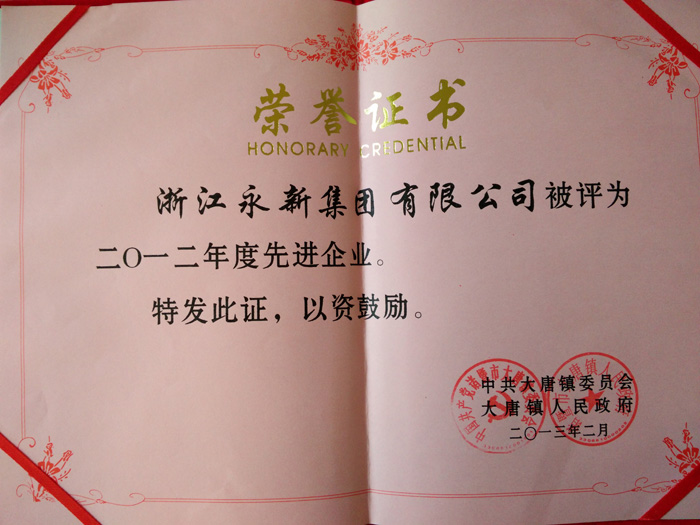 荣誉证书
HONORARY CREDENTIAL
浙江永新集团有限公司被评为
二〇一二年度先进企业。
特发此证，以资鼓励。
中共大唐镇委员会
大唐镇人民政府
二〇一三年二月